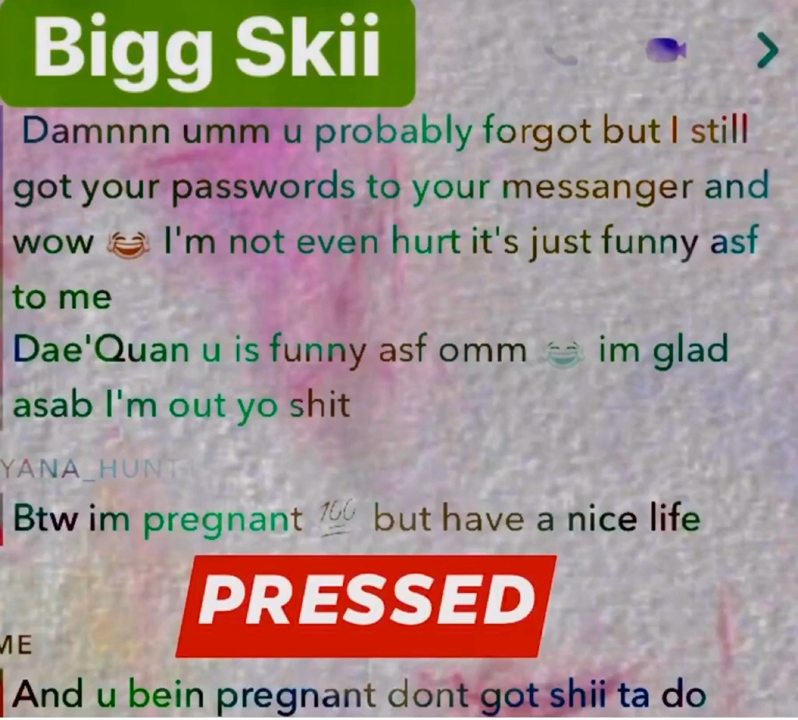 Bigg Skii
Damnnn umm u probably forgot but I still
got your passwords to your messanger and
wow 😂 I'm not even hurt it's just funny asf
to me
Dae'Quan u is funny asf omm 😂 im glad
asab I'm out yo shit
YANA_HUNT
Btw im pregnant 💯 but have a nice life
PRESSED
ME
And u bein pregnant dont got shii ta do